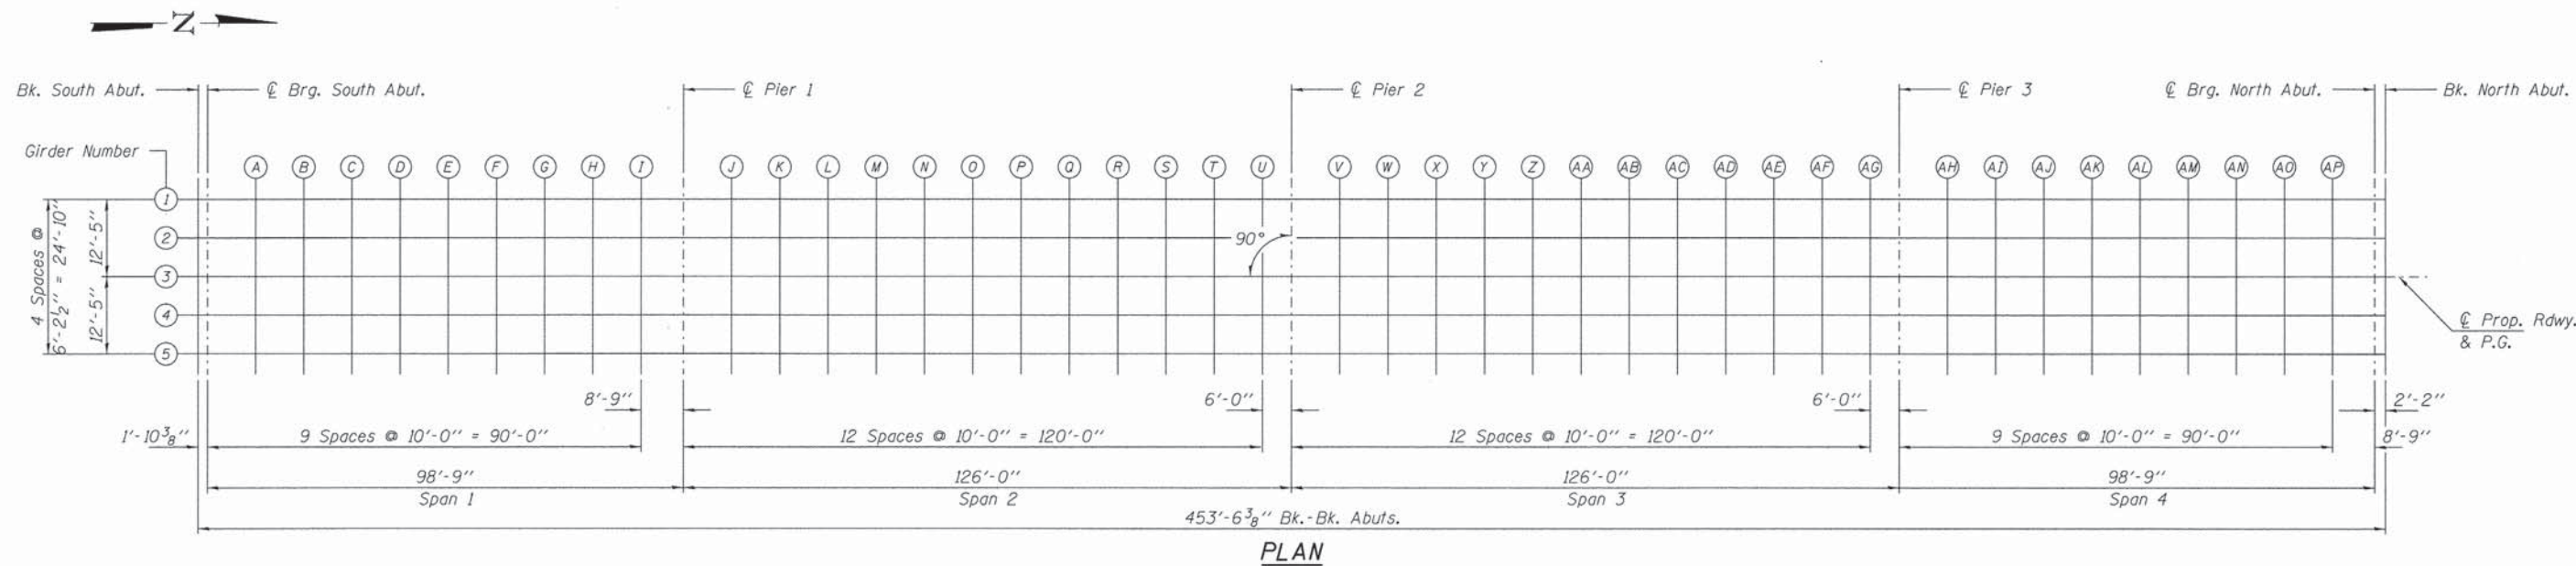 N
Bk. South Abut.
℄ Brg. South Abut.
℄ Pier 1
℄ Pier 2
℄ Pier 3
℄ Brg. North Abut.
Bk. North Abut.
Girder Number
A B C D E F G H I J K L M N O P Q R S T U V W X Y Z AA AB AC AD AE AF AG AH AI AJ AK AL AM AN AO AP
1
2
3
4
5
4 Spaces @
6'-2½" = 24'-10"
12'-5"
12'-5"
90°
℄ Prop. Rdwy.
& P.G.
8'-9"
6'-0"
6'-0"
2'-2"
1'-10⅜"
9 Spaces @ 10'-0" = 90'-0"
12 Spaces @ 10'-0" = 120'-0"
12 Spaces @ 10'-0" = 120'-0"
9 Spaces @ 10'-0" = 90'-0"
8'-9"
98'-9"
126'-0"
126'-0"
98'-9"
Span 1
Span 2
Span 3
Span 4
453'-6⅜" Bk.-Bk. Abuts.
PLAN